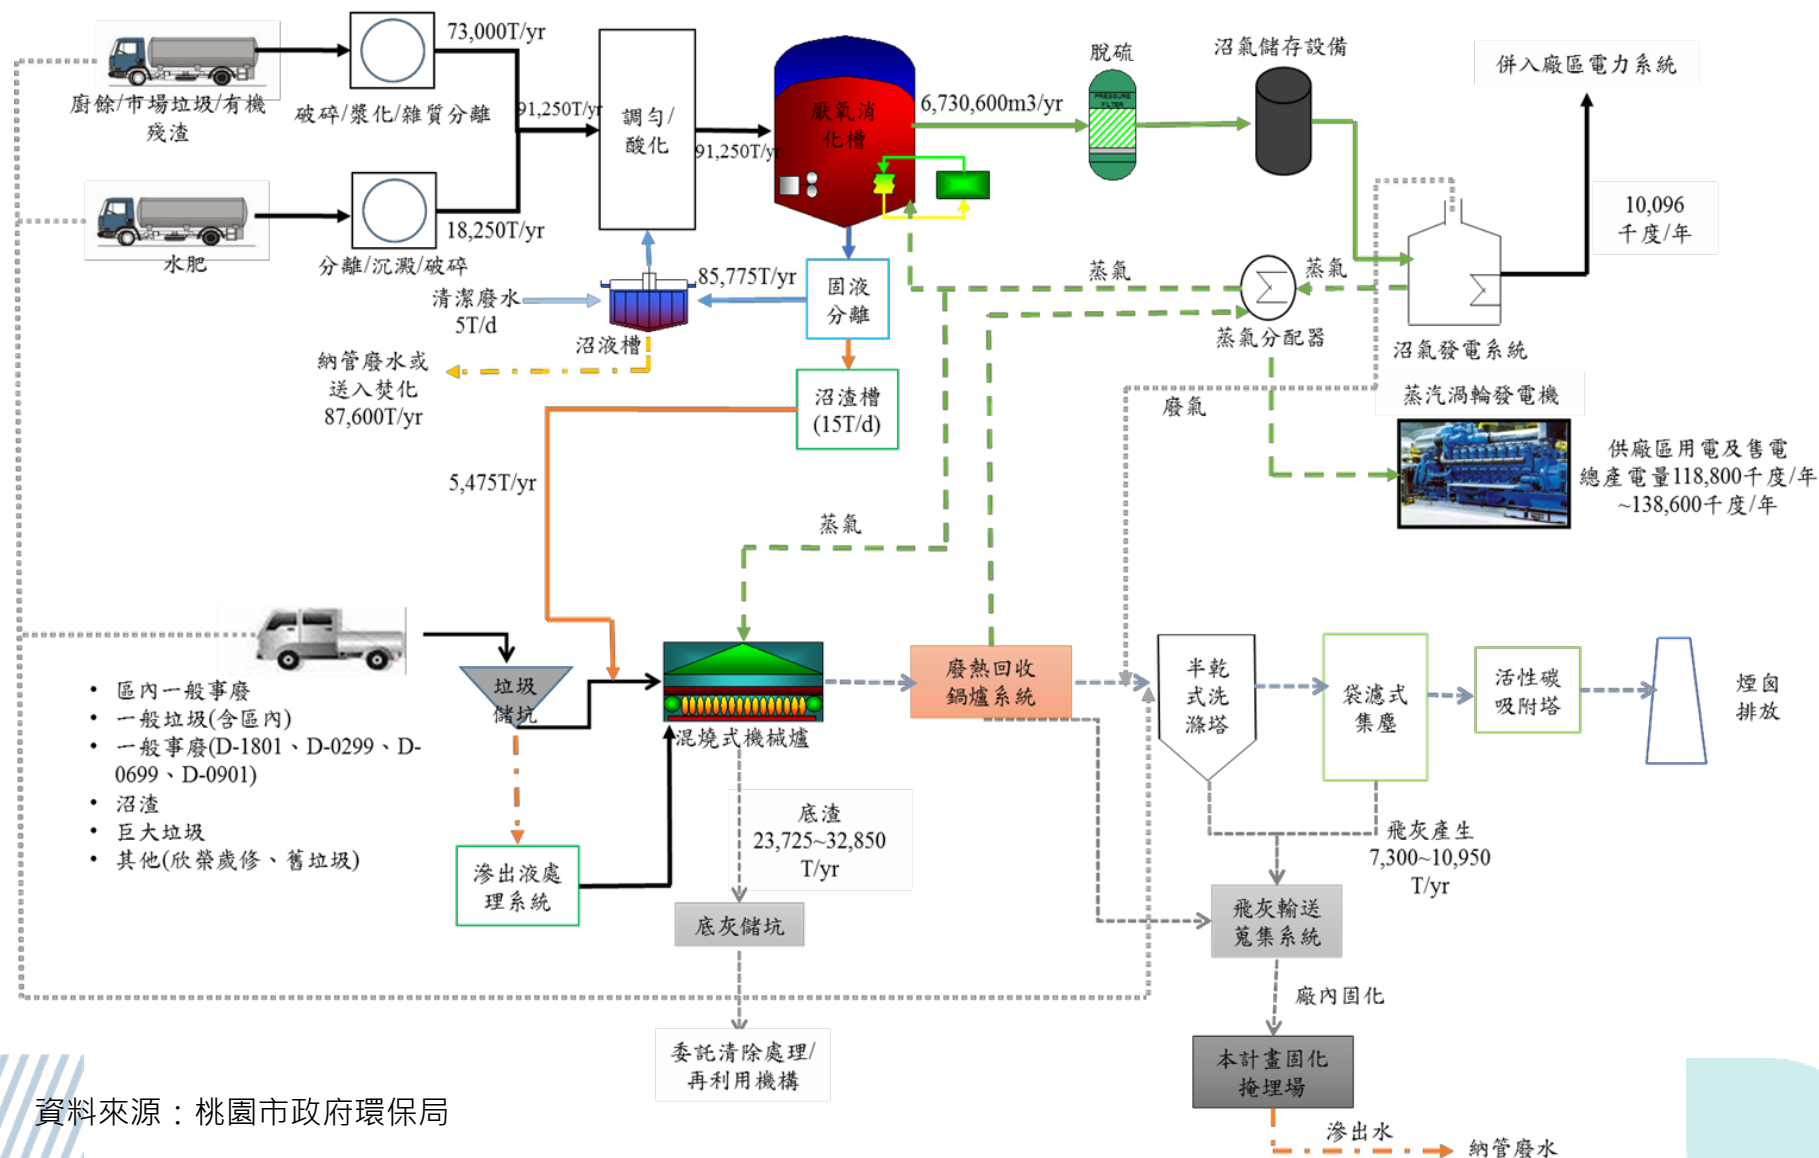 73,000T/yr
廚餘/市場垃圾/有機
殘渣
破碎/漿化/雜質分離
91,250T/yr
水肥
18,250T/yr
分離/沉澱/破碎
調勻/
酸化
91,250T/yr
厭氧消
化槽
6,730,600m3/yr
脫硫
PRESSURE
FILTER
沼氣儲存設備
併入廠區電力系統
10,096
千度/年
清潔廢水
5T/d
沼液槽
85,775T/yr
固液
分離
納管廢水或
送入焚化
87,600T/yr
沼渣槽
(15T/d)
5,475T/yr
蒸氣
蒸氣
蒸氣分配器
沼氣發電系統
廢氣
蒸汽渦輪發電機
供廠區用電及售電
總產電量118,800千度/年
~138,600千度/年
蒸氣
• 區內一般事廢
• 一般垃圾(含區內)
• 一般事廢(D-1801、D-0299、D-
0699、D-0901)
• 沼渣
• 巨大垃圾
• 其他(欣榮歲修、舊垃圾)
垃圾
儲坑
滲出液處
理系統
混燒式機械爐
廢熱回收
鍋爐系統
半乾
式洗
滌塔
袋濾式
集塵
活性碳
吸附塔
煙囪
排放
底渣
23,725~32,850
T/yr
底灰儲坑
委託清除處理/
再利用機構
飛灰產生
7,300~10,950
T/yr
飛灰輸送
蒐集系統
廠內固化
本計畫固化
掩埋場
滲出水
納管廢水
資料來源：桃園市政府環保局